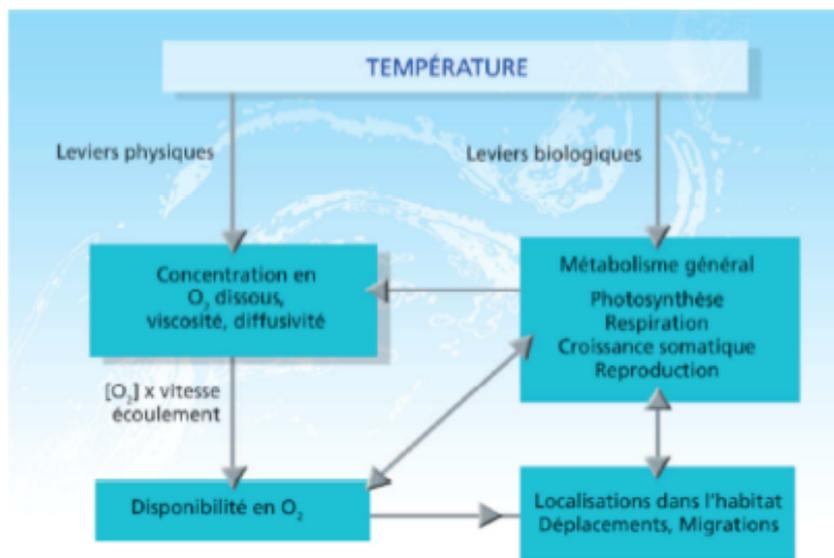 TEMPÉRATURE
Leviers physiques
Leviers biologiques
Concentration en
O₂ dissous,
viscosité, diffusivité
Métabolisme général
Photosynthèse
Respiration
Croissance somatique
Reproduction
[O₂] x vitesse
écoulement
Disponibilité en O₂
Localisations dans l'habitat
Déplacements, Migrations